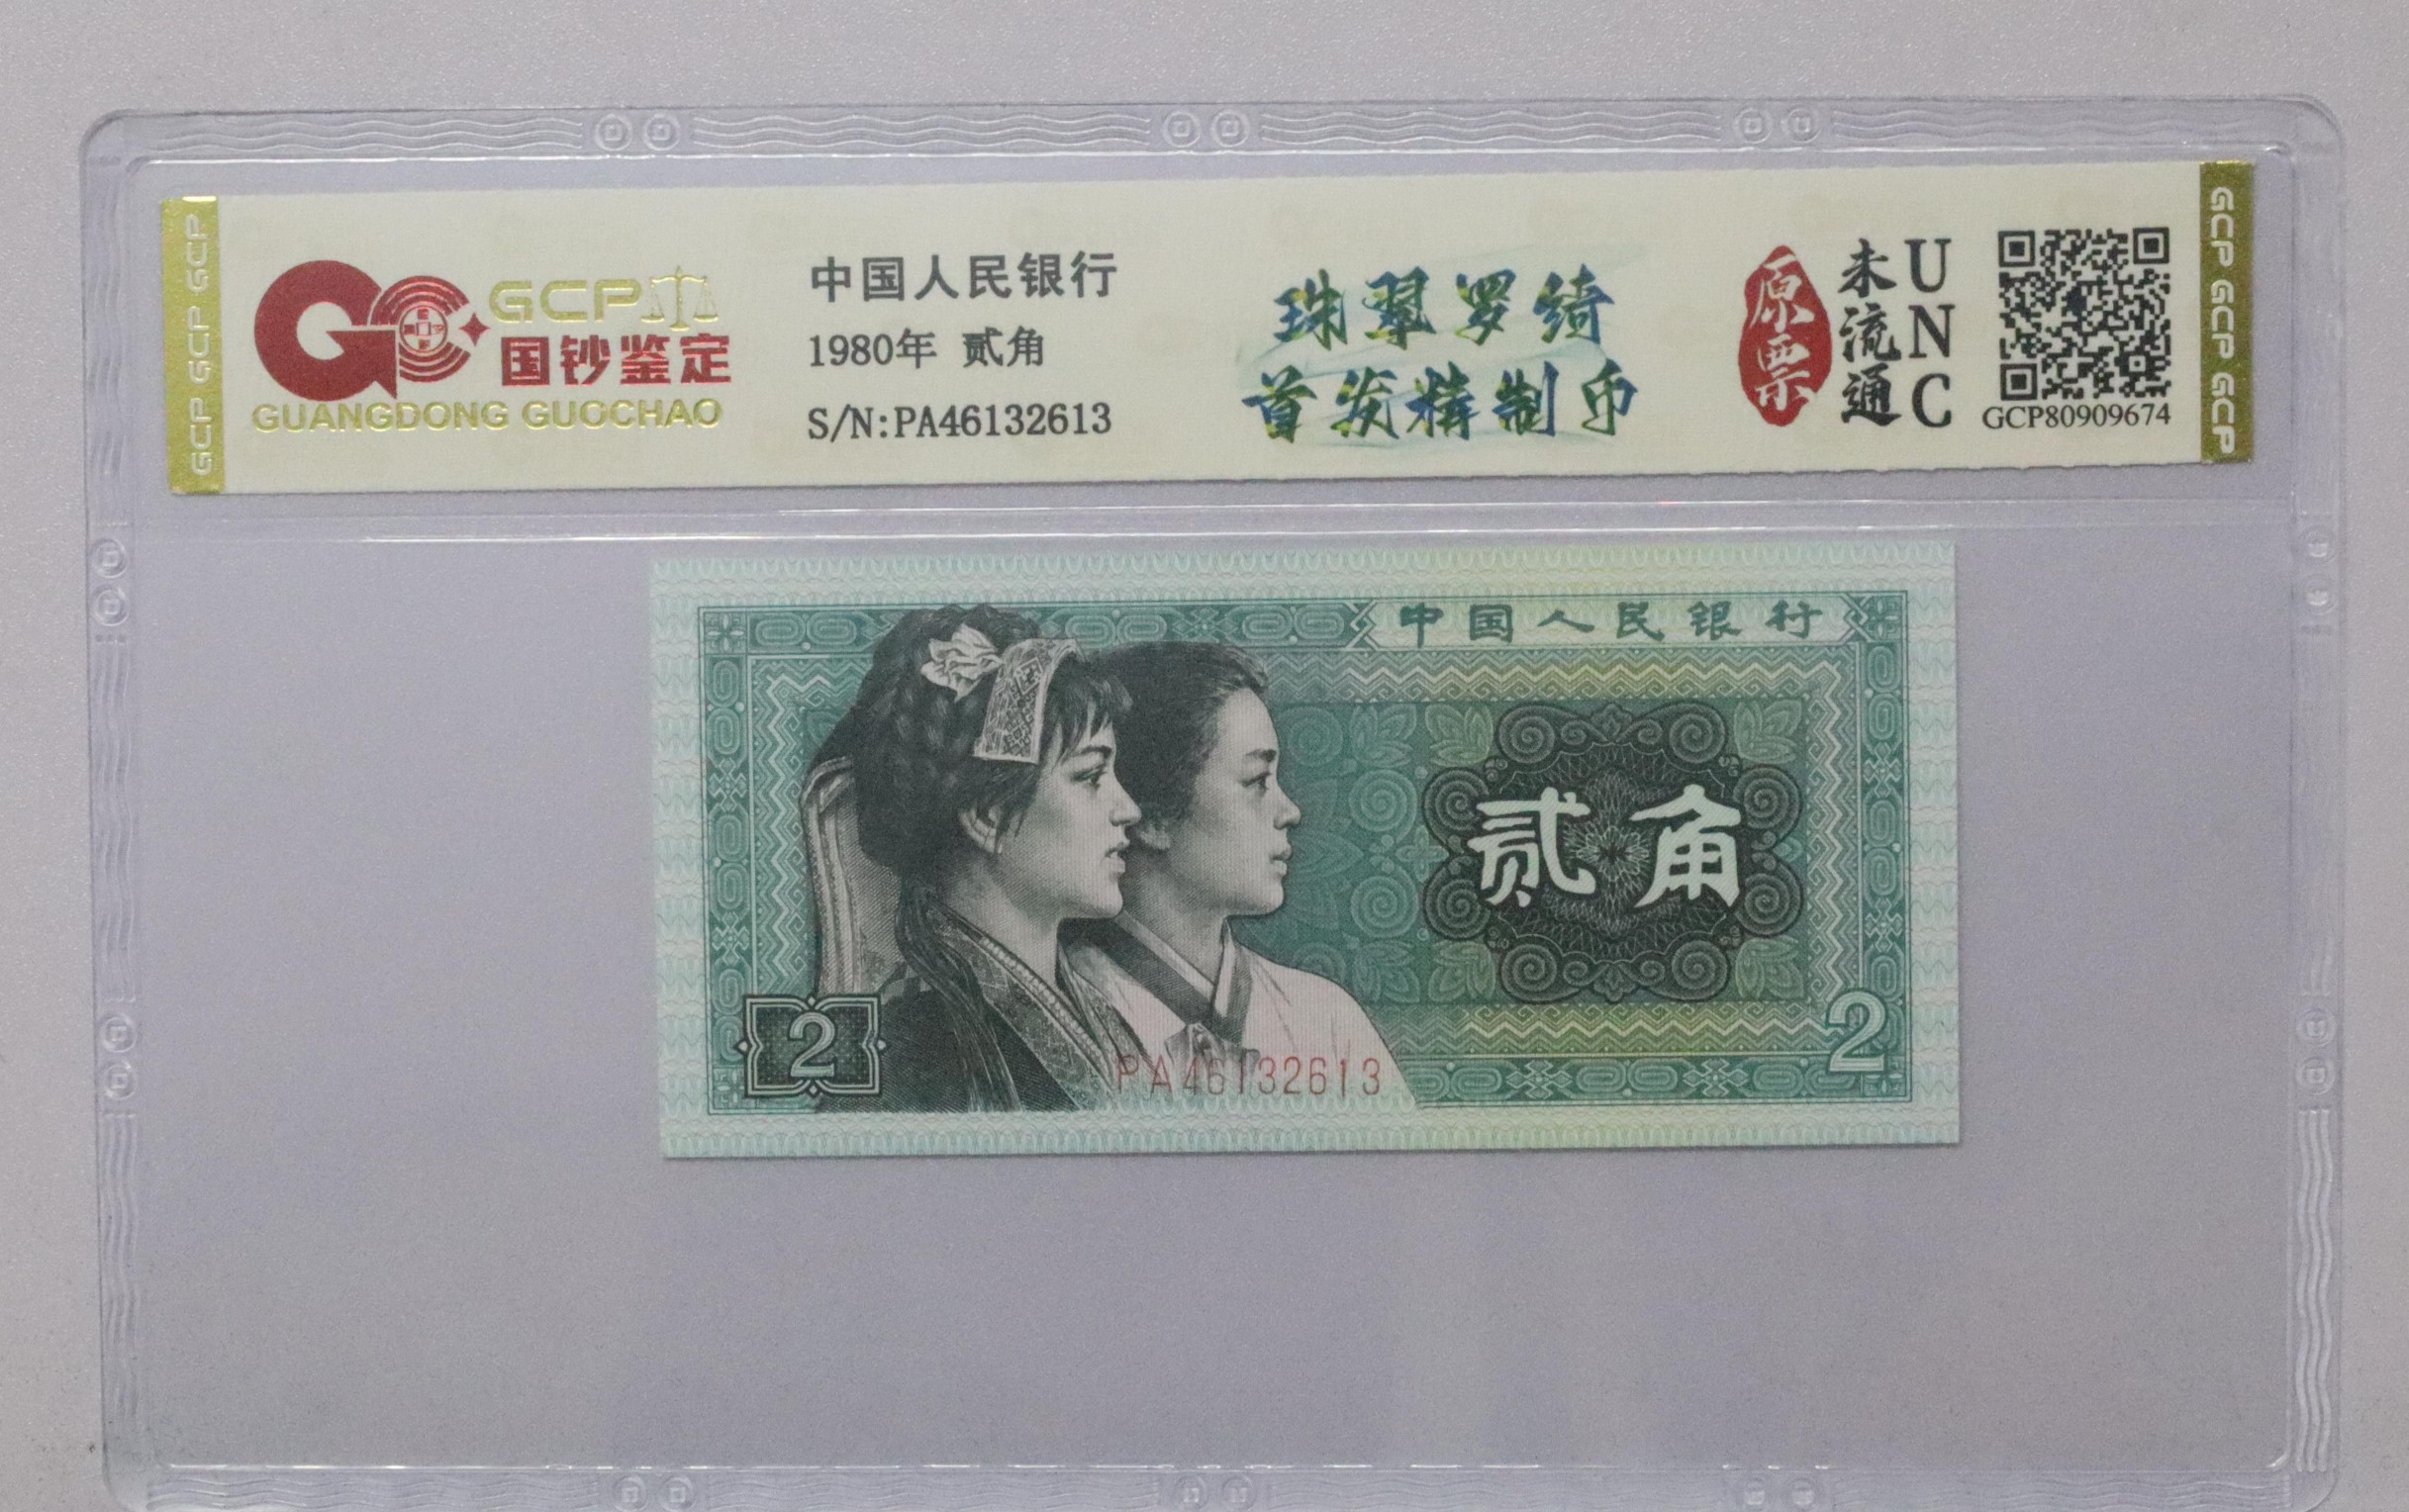 GCP
国钞鉴定
GUANGDONG GUOCHAO
中国人民银行
1980年 贰角
S/N:PA46132613
珠翠罗绮
首发精制币
原票
未流通
UNC
GCP80909674
GCP GCP GCP
GCP GCP GCP
中国人民银行
贰角
2
2
PA46132613